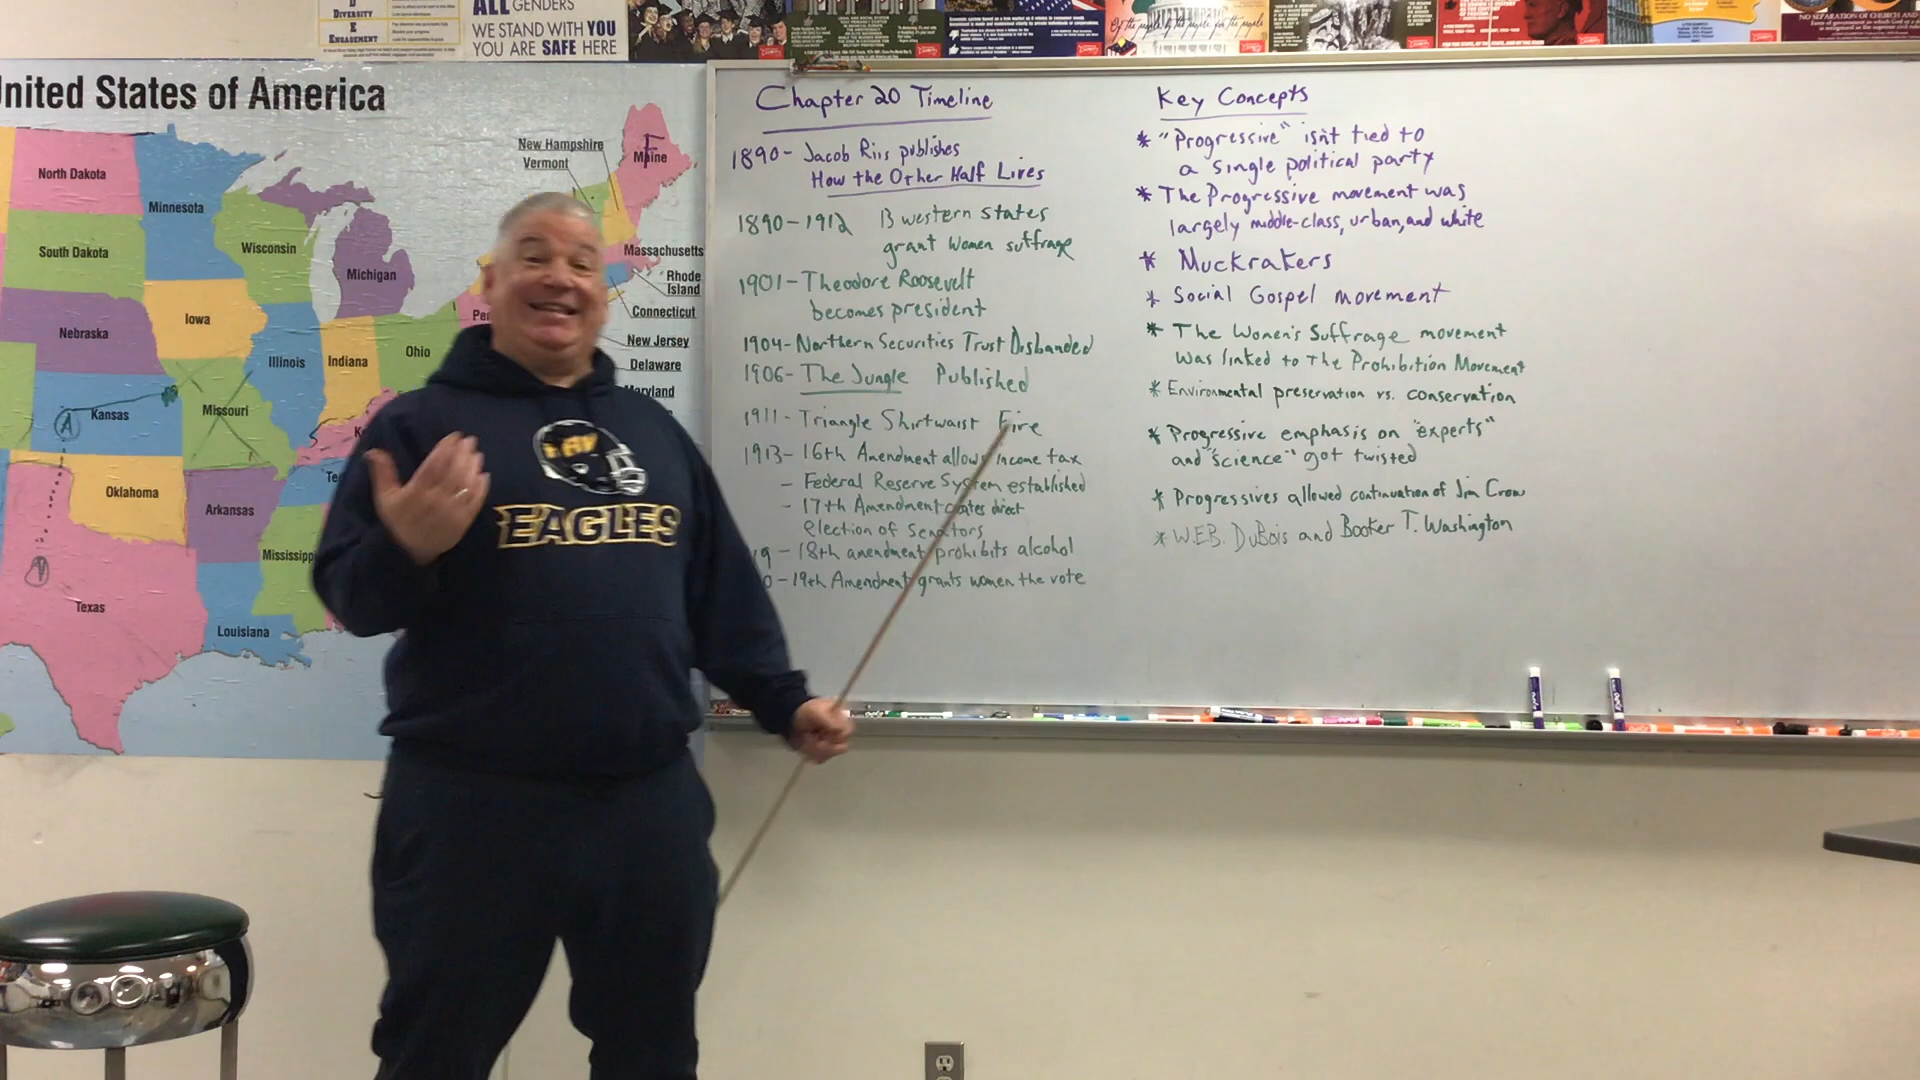 DIVERSITY
ENGAGEMENT
ALL GENDERS
WE STAND WITH YOU
YOU ARE SAFE HERE
United States of America
New Hampshire
Vermont
Maine
F
North Dakota
Minnesota
South Dakota
Wisconsin
Michigan
Massachusetts
Rhode
Island
Connecticut
New Jersey
Delaware
Maryland
Nebraska
Iowa
Illinois
Indiana
Ohio
Kansas
A
Missouri
Oklahoma
Arkansas
Mississippi
Texas
Louisiana
EAGLES
Chapter 20 Timeline
1890- Jacob Riis publishes
How the Other Half Lives
1890-1912 13 western states
grant women suffrage
1901- Theodore Roosevelt
becomes president
1904- Northern Securities Trust Disbanded
1906- The Jungle Published
1911- Triangle Shirtwaist Fire
1913- 16th Amendment allows income tax
- Federal Reserve System established
- 17th Amendment creates direct
election of Senators
9 - 18th amendment prohibits alcohol
0 - 19th Amendment grants women the vote
Key Concepts
* "Progressive" isn't tied to
a single political party
* The Progressive movement was
largely middle-class, urban, and white
* Muckrakers
* Social Gospel movement
* The Women's Suffrage movement
was linked to the Prohibition Movement
* Environmental preservation vs. conservation
* Progressive emphasis on "experts"
and "science" got twisted
* Progressives allowed continuation of Jim Crow
* W.E.B. DuBois and Booker T. Washington